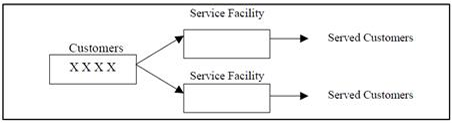 Service Facility
Served Customers
Customers
X X X X
Service Facility
Served Customers